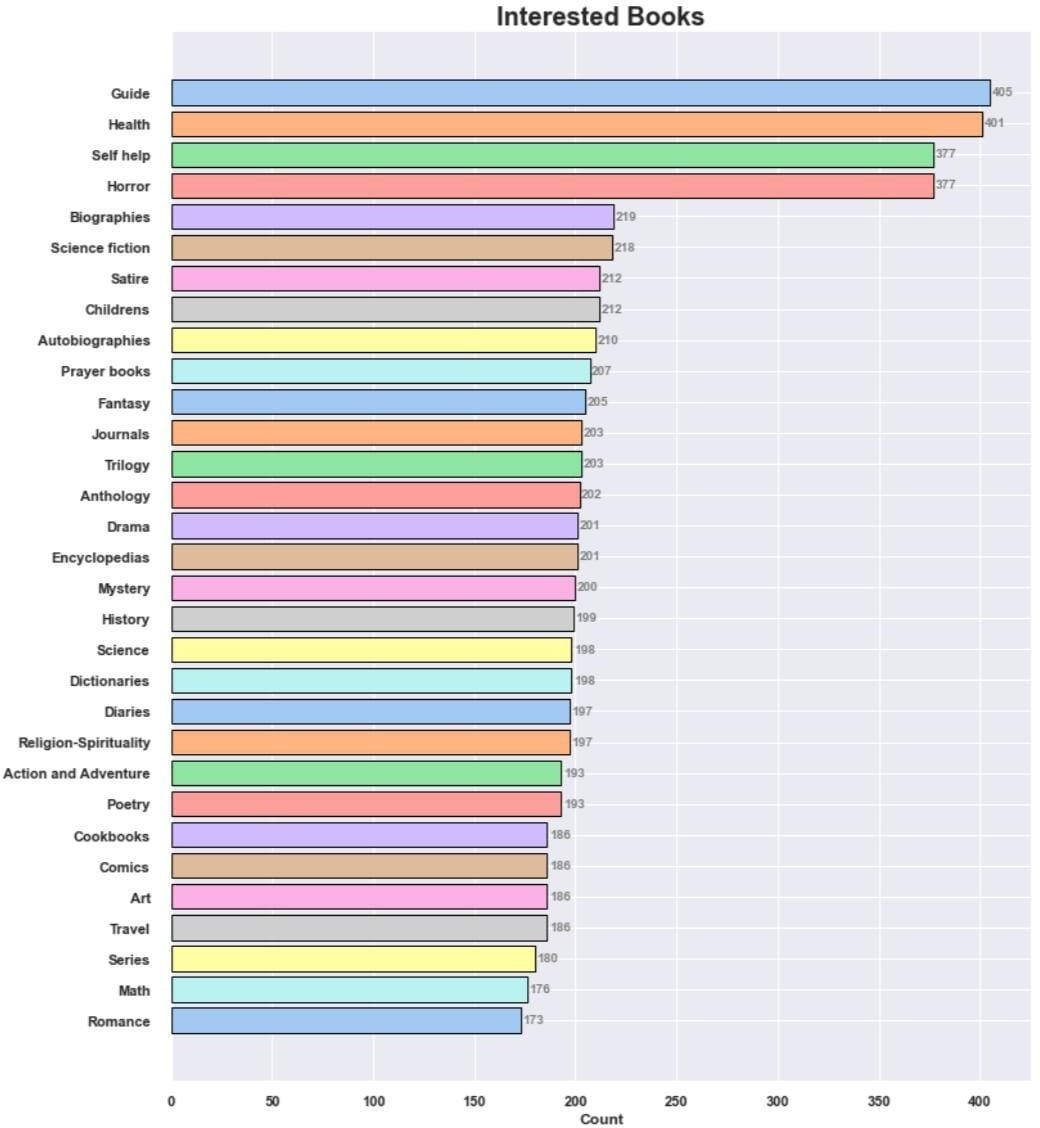 Interested Books
Guide 405
Health 401
Self help 377
Horror 377
Biographies 219
Science fiction 218
Satire 212
Childrens 212
Autobiographies 210
Prayer books 207
Fantasy 205
Journals 203
Trilogy 203
Anthology 202
Drama 201
Encyclopedias 201
Mystery 200
History 199
Science 198
Dictionaries 198
Diaries 197
Religion-Spirituality 197
Action and Adventure 193
Poetry 193
Cookbooks 186
Comics 186
Art 186
Travel 186
Series 180
Math 176
Romance 173
0 50 100 150 200 250 300 350 400
Count